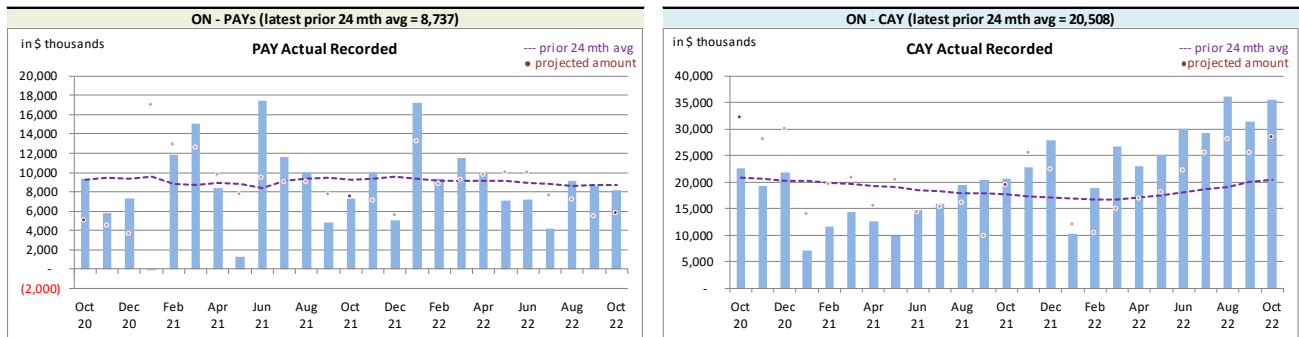 ON - PAYs (latest prior 24 mth avg = 8,737)
in $ thousands
PAY Actual Recorded
--- prior 24 mth avg
• projected amount
20,000
18,000
16,000
14,000
12,000
10,000
8,000
6,000
4,000
2,000
-
(2,000)
Oct Dec Feb Apr Jun Aug Oct Dec Feb Apr Jun Aug Oct
20 20 21 21 21 21 21 21 22 22 22 22 22
ON - CAY (latest prior 24 mth avg = 20,508)
in $ thousands
CAY Actual Recorded
--- prior 24 mth avg
• projected amount
40,000
35,000
30,000
25,000
20,000
15,000
10,000
5,000
-
Oct Dec Feb Apr Jun Aug Oct Dec Feb Apr Jun Aug Oct
20 20 21 21 21 21 21 21 22 22 22 22 22